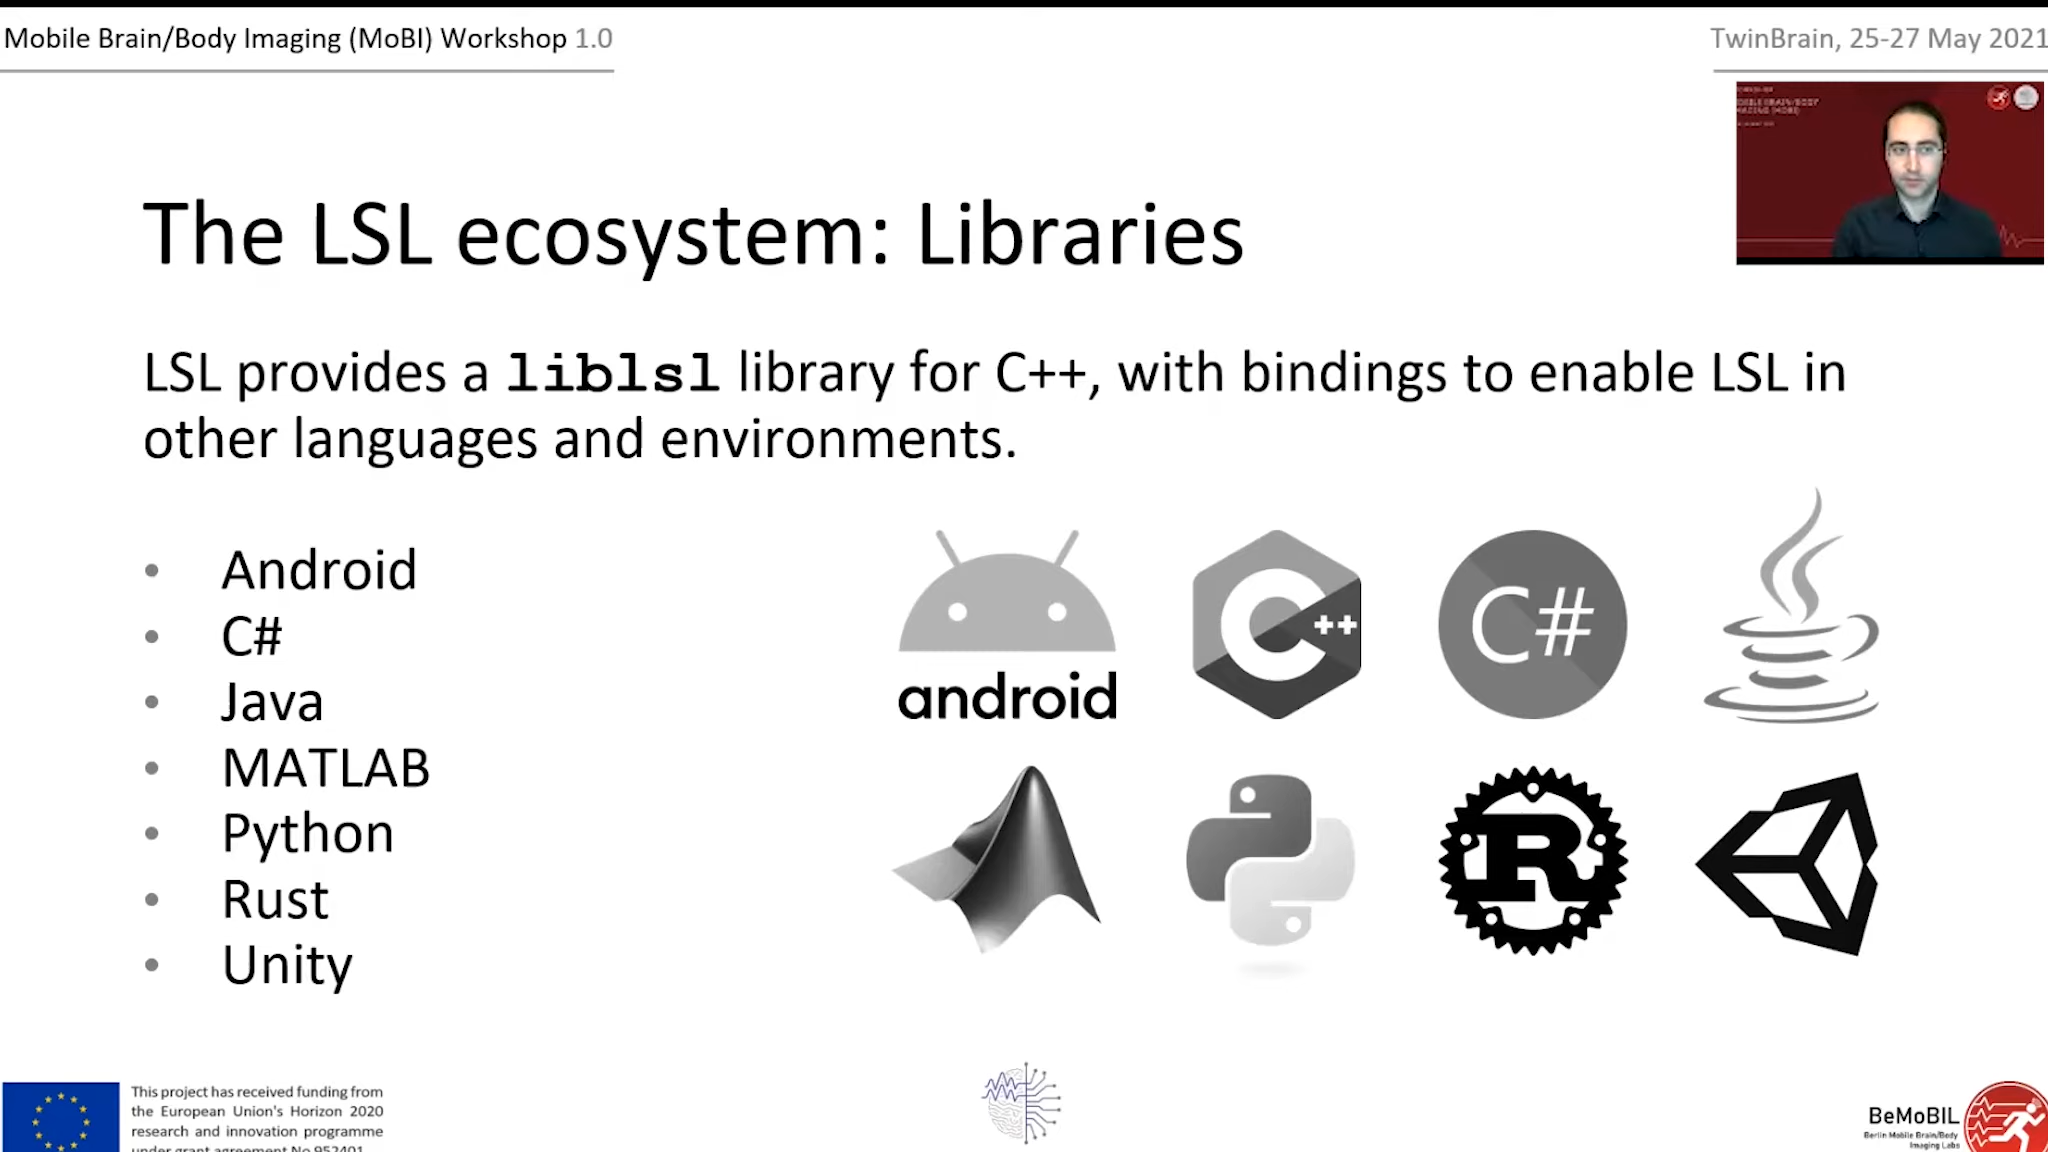 Mobile Brain/Body Imaging (MoBI) Workshop 1.0
TwinBrain, 25-27 May 2021
The LSL ecosystem: Libraries
LSL provides a liblsl library for C++, with bindings to enable LSL in
other languages and environments.
• Android
• C#
• Java
• MATLAB
• Python
• Rust
• Unity
android
C++
C#
R
This project has received funding from
the European Union's Horizon 2020
research and innovation programme
under grant agreement No 952401
BeMoBIL
Berlin Mobile Brain/Body
Imaging Labs